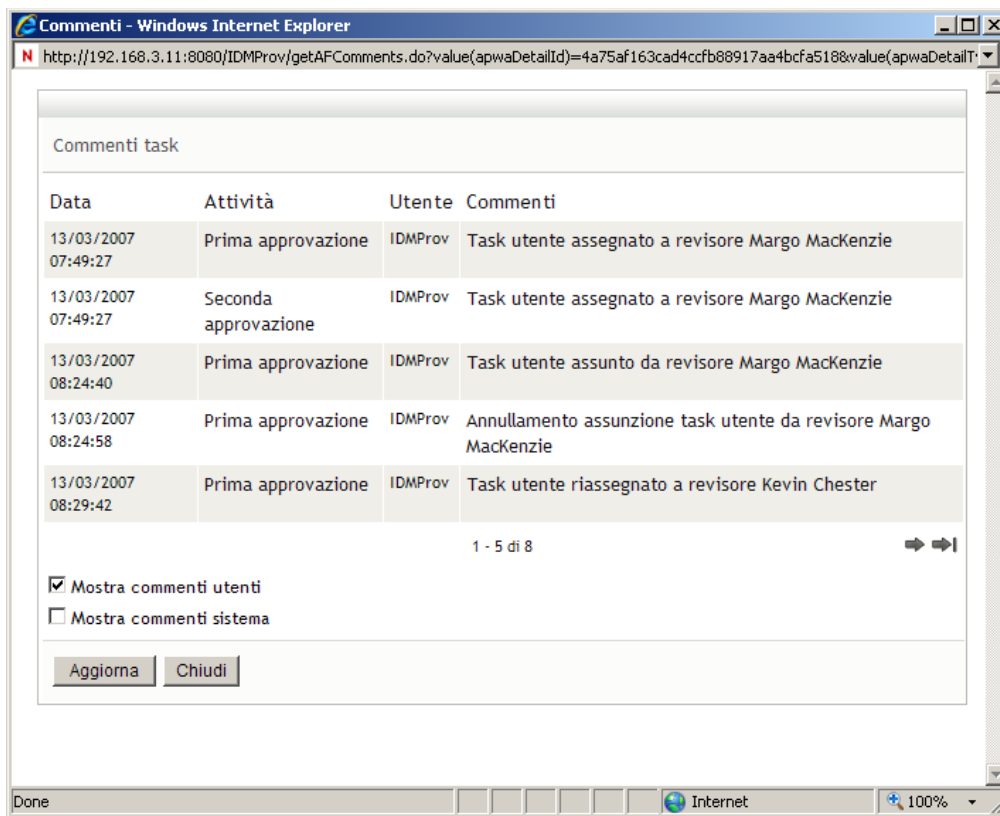 Commenti - Windows Internet Explorer
http://192.168.3.11:8080/IDMProv/getAFComments.do?value(apwaDetailId)=4a75af163cad4ccfb88917aa4bcfa518&value(apwaDetailT
Commenti task
Data Attività Utente Commenti
13/03/2007 07:49:27 Prima approvazione IDMProv Task utente assegnato a revisore Margo MacKenzie
13/03/2007 07:49:27 Seconda approvazione IDMProv Task utente assegnato a revisore Margo MacKenzie
13/03/2007 08:24:40 Prima approvazione IDMProv Task utente assunto da revisore Margo MacKenzie
13/03/2007 08:24:58 Prima approvazione IDMProv Annullamento assunzione task utente da revisore Margo MacKenzie
13/03/2007 08:29:42 Prima approvazione IDMProv Task utente riassegnato a revisore Kevin Chester
1 - 5 di 8
Mostra commenti utenti
Mostra commenti sistema
Aggiorna Chiudi
Done Internet 100%